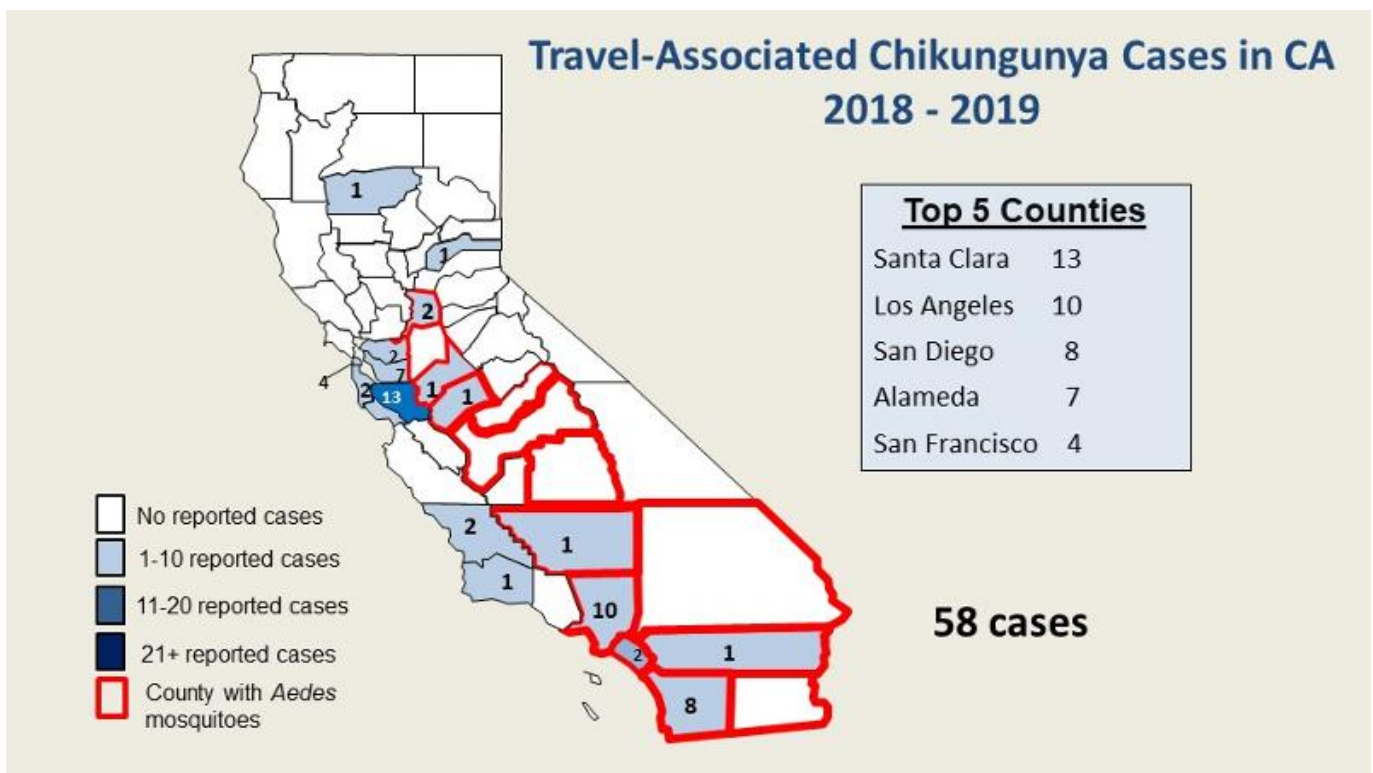 Travel-Associated Chikungunya Cases in CA
2018 - 2019
Top 5 Counties
Santa Clara 13
Los Angeles 10
San Diego 8
Alameda 7
San Francisco 4
1
1
2
2
4
7
2
13
1
1
2
1
1
10
2
1
8
No reported cases
1-10 reported cases
11-20 reported cases
21+ reported cases
County with Aedes
mosquitoes
58 cases